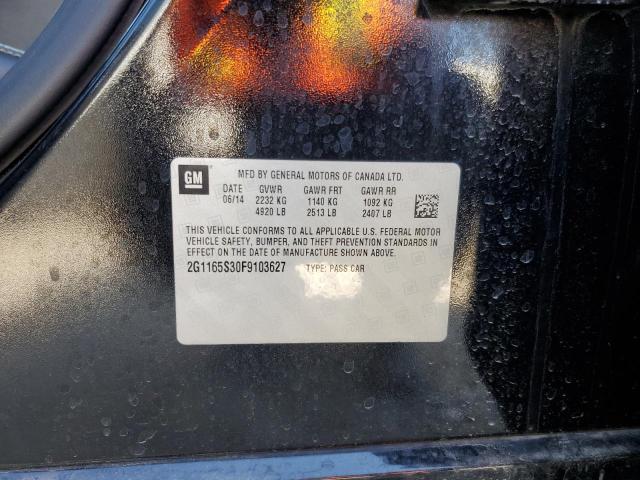 GM
MFD BY GENERAL MOTORS OF CANADA LTD.
DATE GVWR GAWR FRT GAWR RR
06/14 2232 KG 1140 KG 1092 KG
4920 LB 2513 LB 2407 LB
THIS VEHICLE CONFORMS TO ALL APPLICABLE U.S. FEDERAL MOTOR
VEHICLE SAFETY, BUMPER, AND THEFT PREVENTION STANDARDS IN
EFFECT ON THE DATE OF MANUFACTURE SHOWN ABOVE.
2G1165S30F9103627 TYPE: PASS CAR